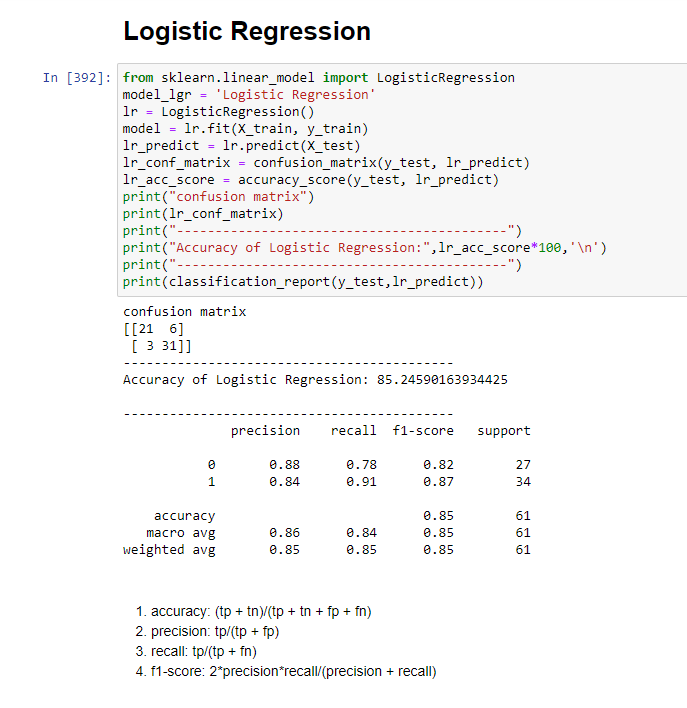 Logistic Regression
In [392]:
from sklearn.linear_model import LogisticRegression
model_lgr = 'Logistic Regression'
lr = LogisticRegression()
model = lr.fit(X_train, y_train)
lr_predict = lr.predict(X_test)
lr_conf_matrix = confusion_matrix(y_test, lr_predict)
lr_acc_score = accuracy_score(y_test, lr_predict)
print("confusion matrix")
print(lr_conf_matrix)
print("-------------------------------------------")
print("Accuracy of Logistic Regression:",lr_acc_score*100,'\n')
print("-------------------------------------------")
print(classification_report(y_test,lr_predict))
confusion matrix
[[21  6]
 [ 3 31]]
-------------------------------------------
Accuracy of Logistic Regression: 85.24590163934425
-------------------------------------------
              precision    recall  f1-score   support
           0       0.88      0.78      0.82        27
           1       0.84      0.91      0.87        34
    accuracy                           0.85        61
   macro avg       0.86      0.84      0.85        61
weighted avg       0.85      0.85      0.85        61
1. accuracy: (tp + tn)/(tp + tn + fp + fn)
2. precision: tp/(tp + fp)
3. recall: tp/(tp + fn)
4. f1-score: 2*precision*recall/(precision + recall)